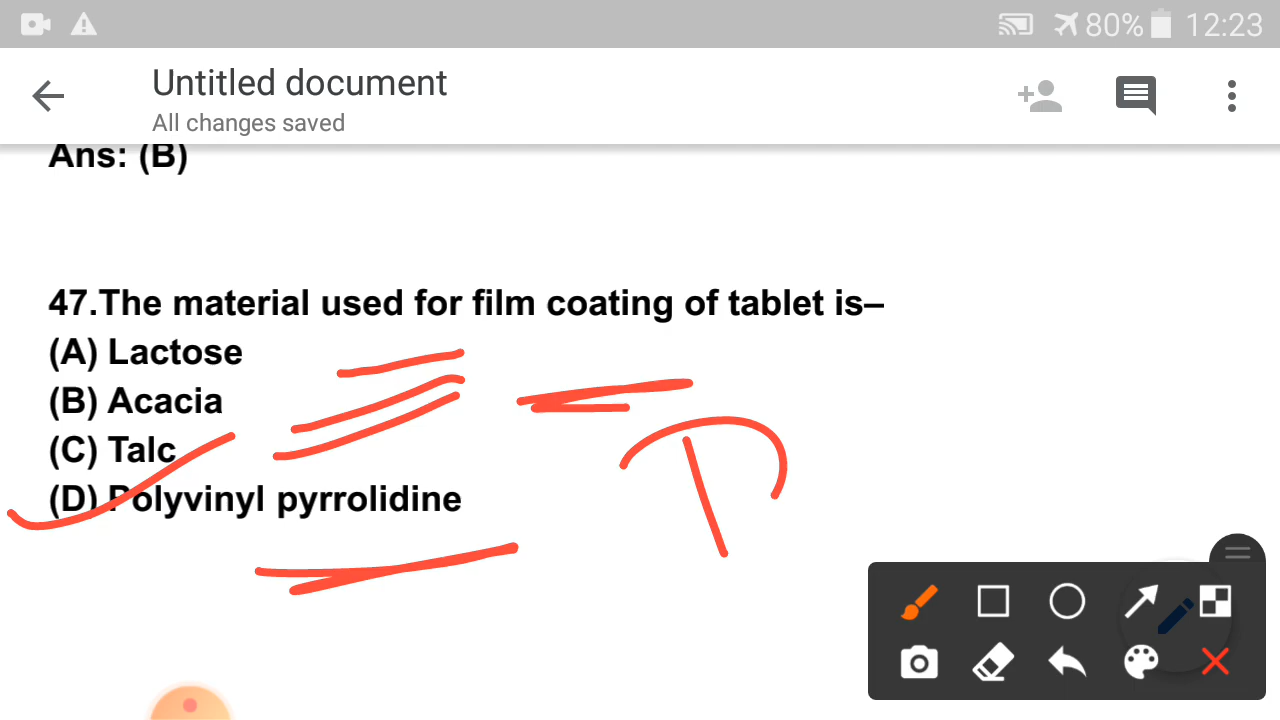 80% 12:23
Untitled document
All changes saved
Ans: (B)
47.The material used for film coating of tablet is–
(A) Lactose
(B) Acacia
(C) Talc
(D) Polyvinyl pyrrolidine